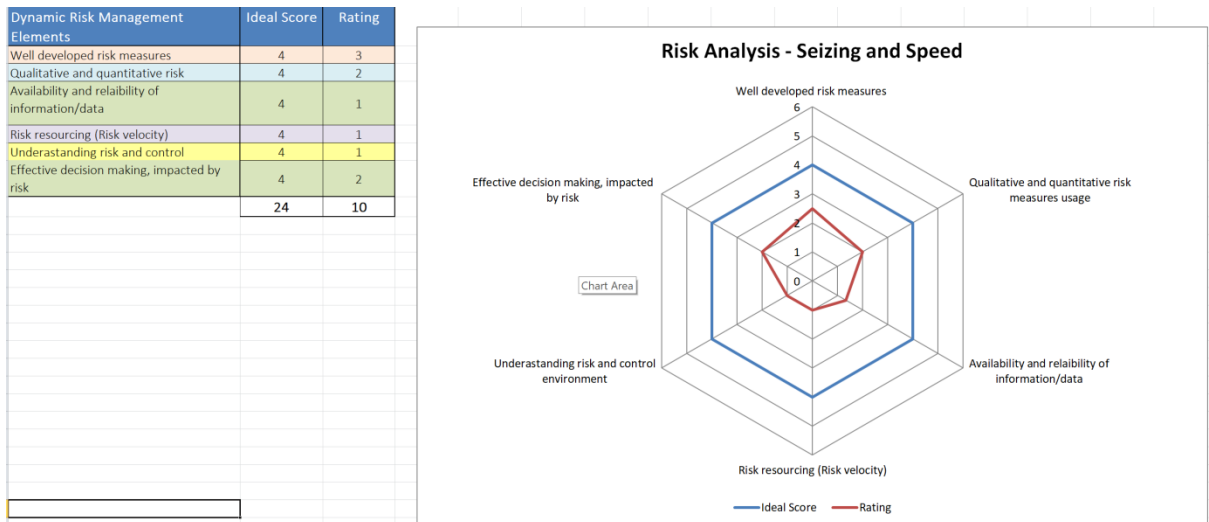 Dynamic Risk Management
Elements
Ideal Score
Rating
Well developed risk measures
4
3
Qualitative and quantitative risk
4
2
Availability and relaibility of
information/data
4
1
Risk resourcing (Risk velocity)
4
1
Underastanding risk and control
4
1
Effective decision making, impacted by
risk
4
2
24
10
Risk Analysis - Seizing and Speed
Well developed risk measures
6
5
4
3
2
1
0
Qualitative and quantitative risk
measures usage
Availability and relaibility of
information/data
Risk resourcing (Risk velocity)
Underastanding risk and control
environment
Effective decision making, impacted
by risk
Chart Area
Ideal Score
Rating